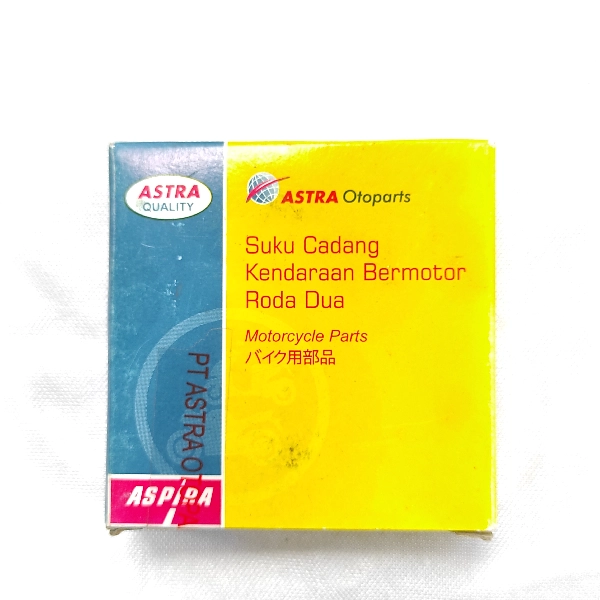 ASTRA
QUALITY
ASTRA Otoparts
Suku Cadang
Kendaraan Bermotor
Roda Dua
Motorcycle Parts
バイク用部品
PT ASTRA
ASPIRA